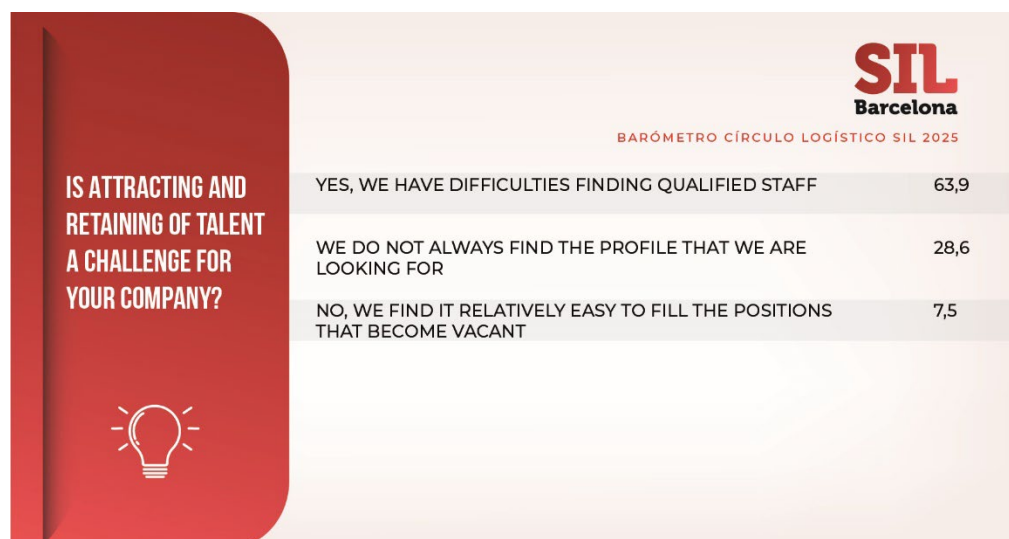 SIL
Barcelona
BARÓMETRO CÍRCULO LOGÍSTICO SIL 2025
IS ATTRACTING AND
RETAINING OF TALENT
A CHALLENGE FOR
YOUR COMPANY?
YES, WE HAVE DIFFICULTIES FINDING QUALIFIED STAFF 63,9
WE DO NOT ALWAYS FIND THE PROFILE THAT WE ARE 28,6
LOOKING FOR
NO, WE FIND IT RELATIVELY EASY TO FILL THE POSITIONS 7,5
THAT BECOME VACANT